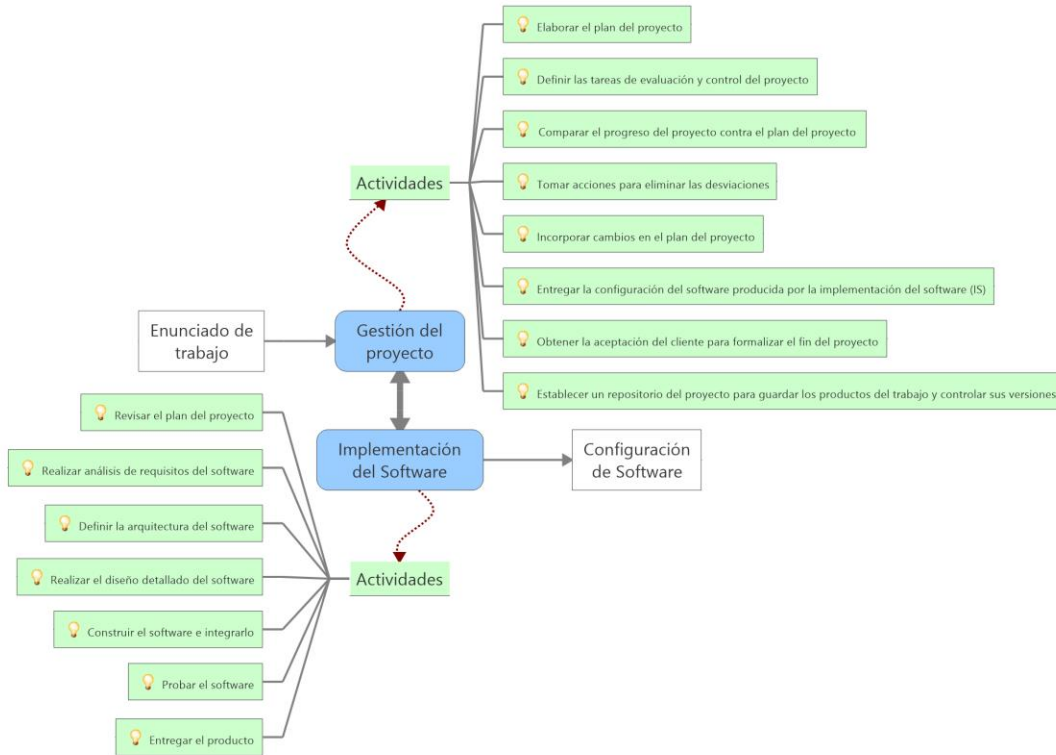 Elaborar el plan del proyecto
Definir las tareas de evaluación y control del proyecto
Comparar el progreso del proyecto contra el plan del proyecto
Actividades
Tomar acciones para eliminar las desviaciones
Incorporar cambios en el plan del proyecto
Entregar la configuración del software producida por la implementación del software (IS)
Obtener la aceptación del cliente para formalizar el fin del proyecto
Establecer un repositorio del proyecto para guardar los productos del trabajo y controlar sus versiones
Enunciado de
trabajo
Gestión del
proyecto
Implementación
del Software
Configuración
de Software
Revisar el plan del proyecto
Realizar análisis de requisitos del software
Definir la arquitectura del software
Realizar el diseño detallado del software
Actividades
Construir el software e integrarlo
Probar el software
Entregar el producto